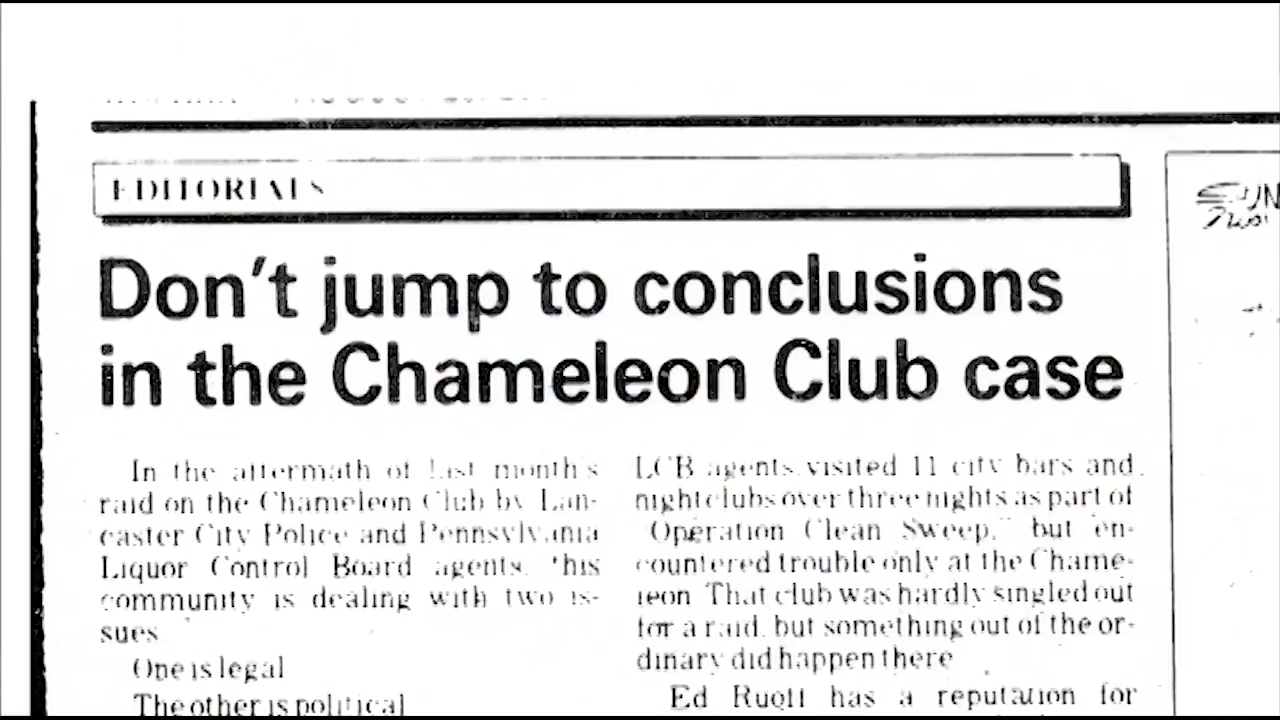 EDITORIALS
Don't jump to conclusions
in the Chameleon Club case
In the aftermath of last month's
raid on the Chameleon Club by Lan-
caster City Police and Pennsylvania
Liquor Control Board agents, this
community is dealing with two is-
sues
One is legal
The other is political
LCB agents visited 11 city bars and
nightclubs over three nights as part of
"Operation Clean Sweep," but en-
countered trouble only at the Chame-
leon That club was hardly singled out
for a raid, but something out of the or-
dinary did happen there
Ed Ruoff has a reputation for
SUN